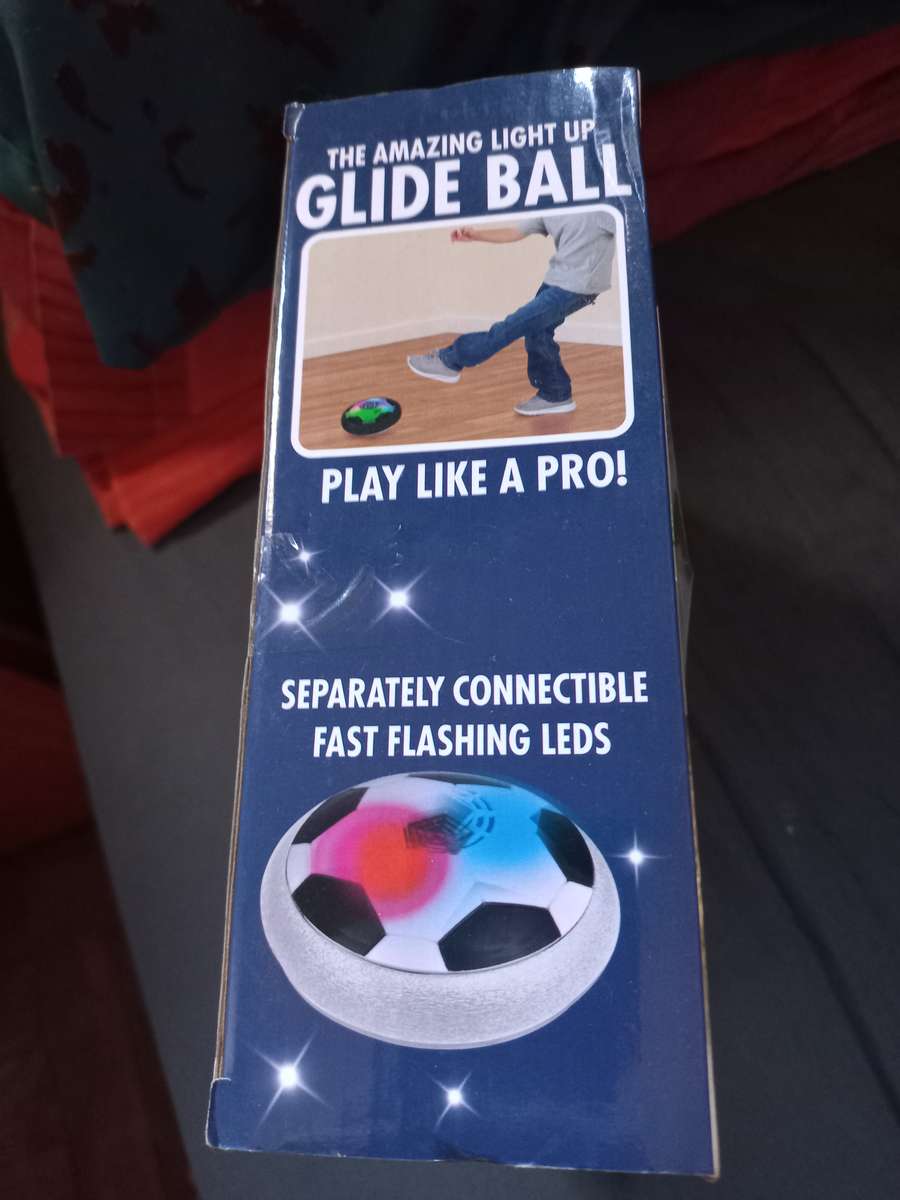 THE AMAZING LIGHT UP
GLIDE BALL
PLAY LIKE A PRO!
SEPARATELY CONNECTIBLE
FAST FLASHING LEDS